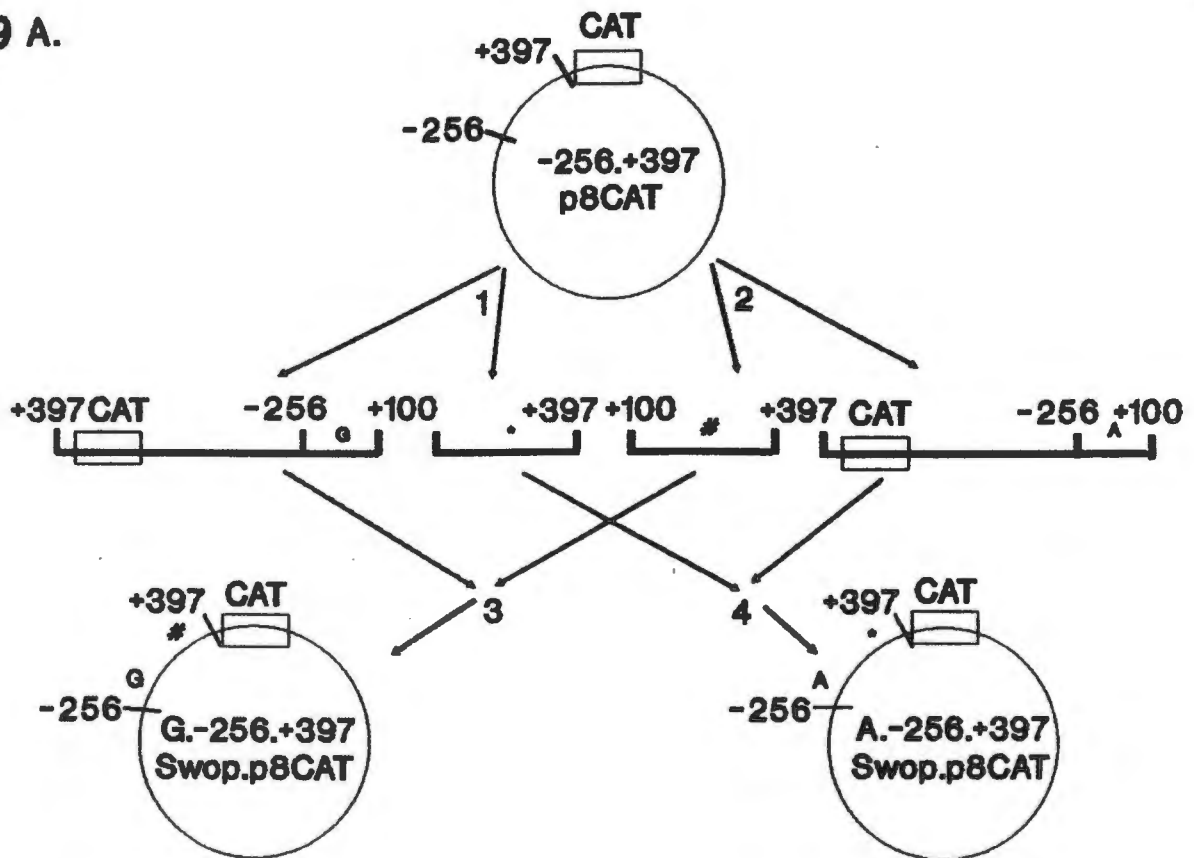 9 A.
CAT
+397
-256
-256.+397
p8CAT
1
2
+397 CAT -256 G +100
* +397
+100 # +397
CAT -256 A +100
3
4
+397 CAT
#
G
-256
G.-256.+397
Swop.p8CAT
+397 CAT
*
A
-256
A.-256.+397
Swop.p8CAT